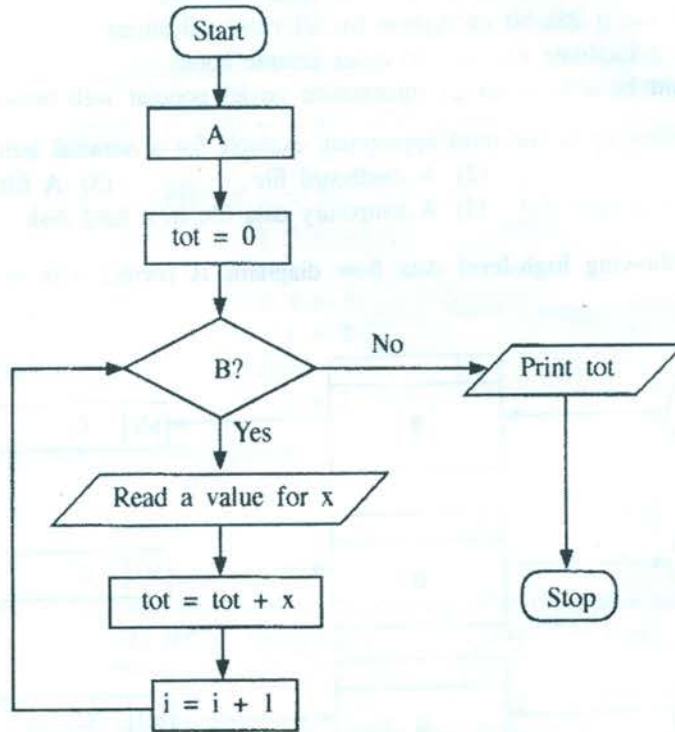 Start
A
tot = 0
B?
No
Print tot
Yes
Read a value for x
tot = tot + x
Stop
i = i + 1